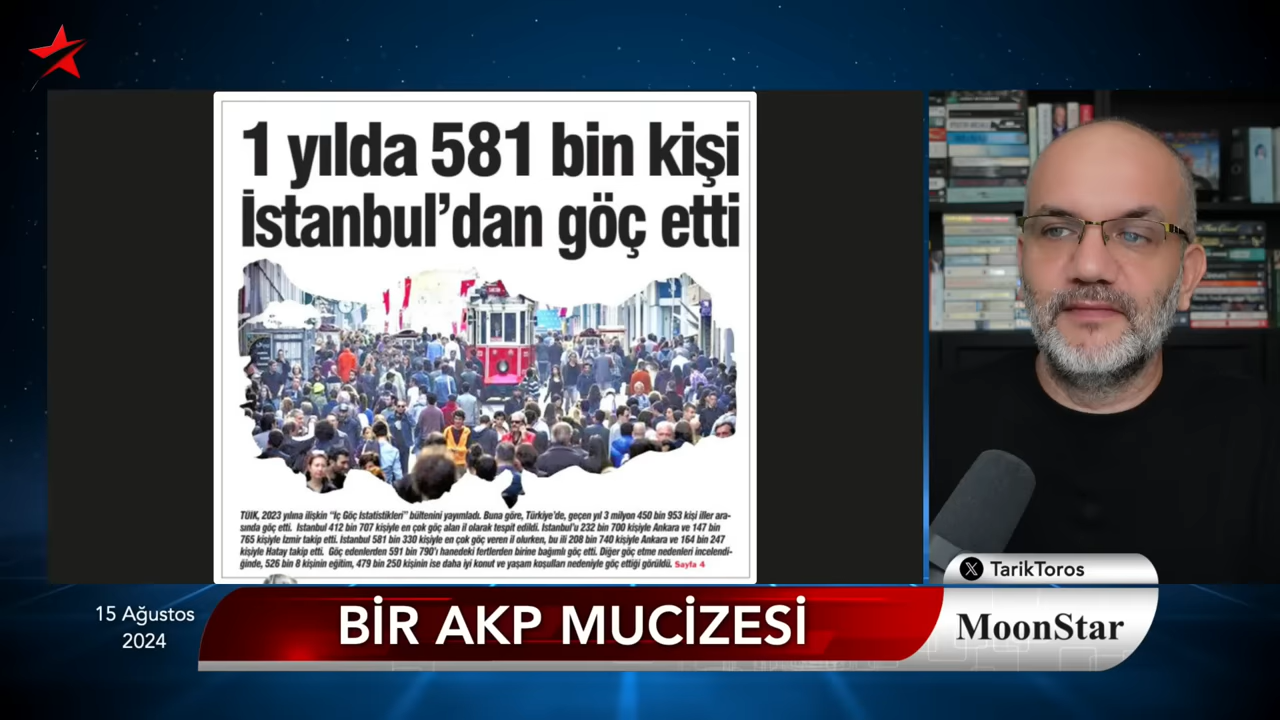 1 yılda 581 bin kişi
İstanbul’dan göç etti
TÜİK, 2023 yılına ilişkin “İç Göç İstatistikleri” bültenini yayımladı. Buna göre, Türkiye’de, geçen yıl 3 milyon 450 bin 953 kişi iller ara-
sında göç etti. İstanbul 412 bin 707 kişiyle en çok göç alan il olarak tespit edildi. İstanbul’u 232 bin 700 kişiyle Ankara ve 147 bin
765 kişiyle İzmir takip etti. İstanbul 581 bin 330 kişiyle en çok göç veren il olurken, bu ili 208 bin 740 kişiyle Ankara ve 164 bin 247
kişiyle Hatay takip etti. Göç edenlerden 591 bin 790’ı hanedeki fertlerden birine bağımlı göç etti. Diğer göç etme nedenleri incelendi-
ğinde, 526 bin 8 kişinin eğitim, 479 bin 250 kişinin ise daha iyi konut ve yaşam koşulları nedeniyle göç ettiği görüldü. Sayfa 4
X TarikToros
15 Ağustos
2024
BİR AKP MUCİZESİ
MoonStar